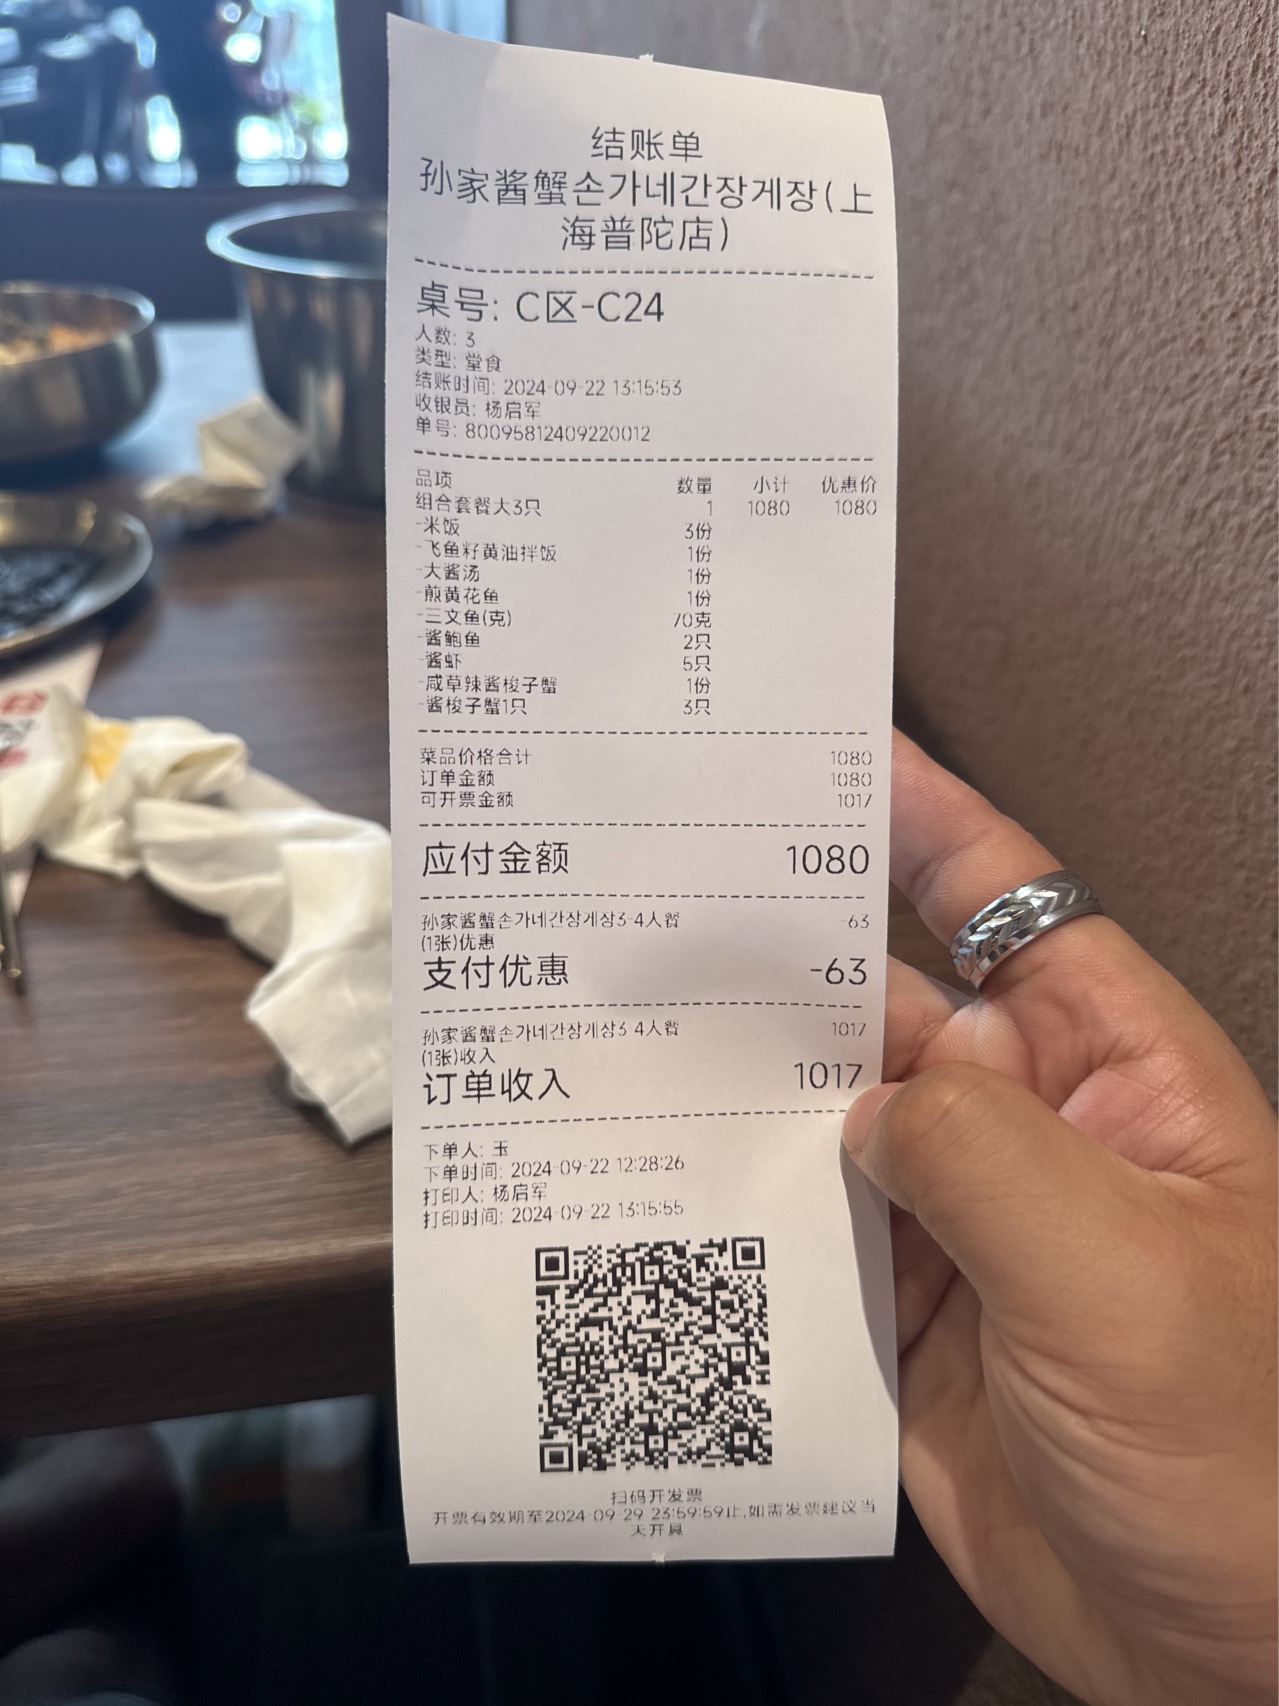 结账单
孙家酱蟹손가네간장게장(上
海普陀店)
桌号: C区-C24
人数: 3
类型: 堂食
结账时间: 2024-09-22 13:15:53
收银员: 杨启军
单号: 80095812409220012
品项 数量 小计 优惠价
组合套餐大3只 1 1080 1080
-米饭 3份
-飞鱼籽黄油拌饭 1份
-大酱汤 1份
-煎黄花鱼 1份
-三文鱼(克) 70克
-酱鲍鱼 2只
-酱虾 5只
-咸草辣酱梭子蟹 1份
-酱梭子蟹1只 3只
菜品价格合计 1080
订单金额 1080
可开票金额 1017
应付金额 1080
孙家酱蟹손가네간장게장3-4人餐 -63
(1张)优惠
支付优惠 -63
孙家酱蟹손가네간장게장3-4人餐 1017
(1张)收入
订单收入 1017
下单人: 玉
下单时间: 2024-09-22 12:28:26
打印人: 杨启军
打印时间: 2024-09-22 13:15:55
扫码开发票
开票有效期至2024-09-29 23:59:59止,如需发票建议当
天开具